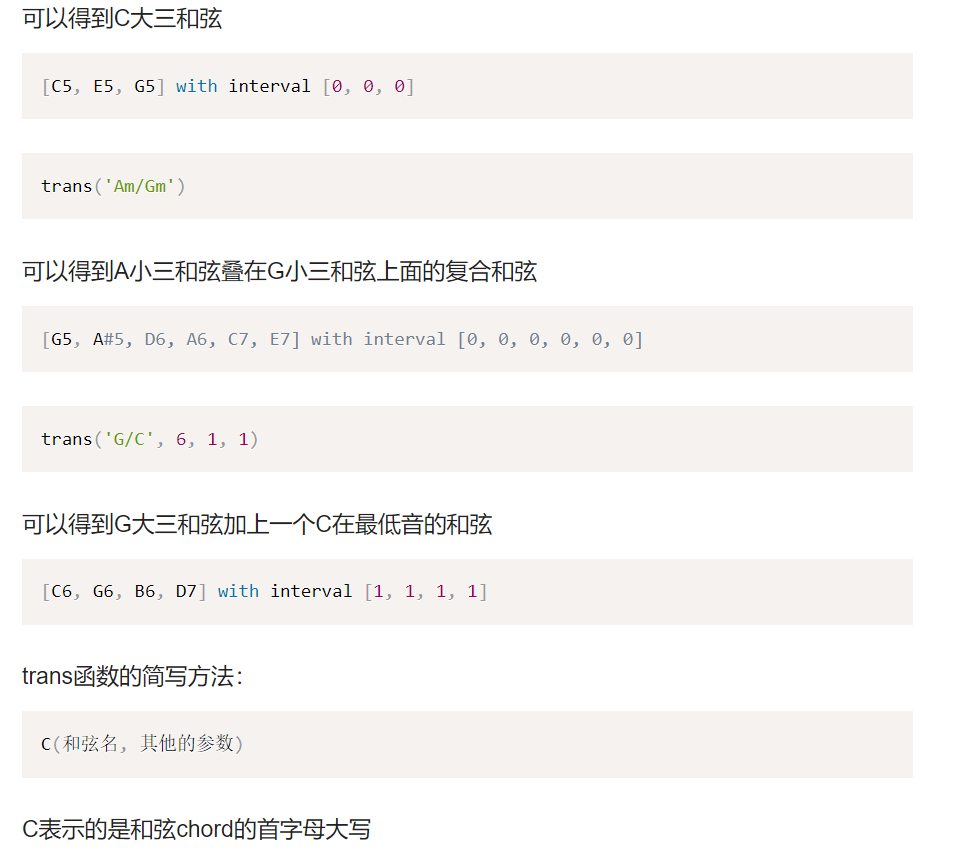 可以得到C大三和弦
[C5, E5, G5] with interval [0, 0, 0]
trans('Am/Gm')
可以得到A小三和弦叠在G小三和弦上面的复合和弦
[G5, A#5, D6, A6, C7, E7] with interval [0, 0, 0, 0, 0, 0]
trans('G/C', 6, 1, 1)
可以得到G大三和弦加上一个C在最低音的和弦
[C6, G6, B6, D7] with interval [1, 1, 1, 1]
trans函数的简写方法：
C(和弦名, 其他的参数)
C表示的是和弦chord的首字母大写